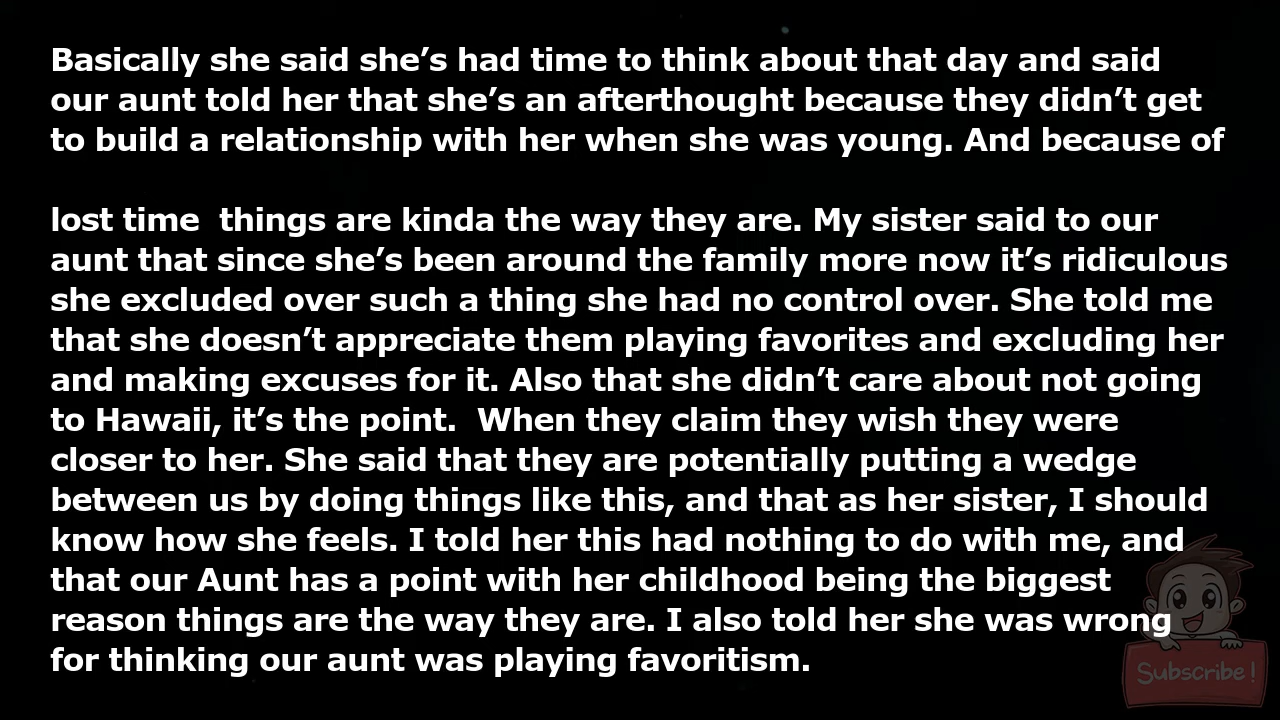 Basically she said she’s had time to think about that day and said
our aunt told her that she’s an afterthought because they didn’t get
to build a relationship with her when she was young. And because of
lost time  things are kinda the way they are. My sister said to our
aunt that since she’s been around the family more now it’s ridiculous
she excluded over such a thing she had no control over. She told me
that she doesn’t appreciate them playing favorites and excluding her
and making excuses for it. Also that she didn’t care about not going
to Hawaii, it’s the point.  When they claim they wish they were
closer to her. She said that they are potentially putting a wedge
between us by doing things like this, and that as her sister, I should
know how she feels. I told her this had nothing to do with me, and
that our Aunt has a point with her childhood being the biggest
reason things are the way they are. I also told her she was wrong
for thinking our aunt was playing favoritism.
Subscribe!